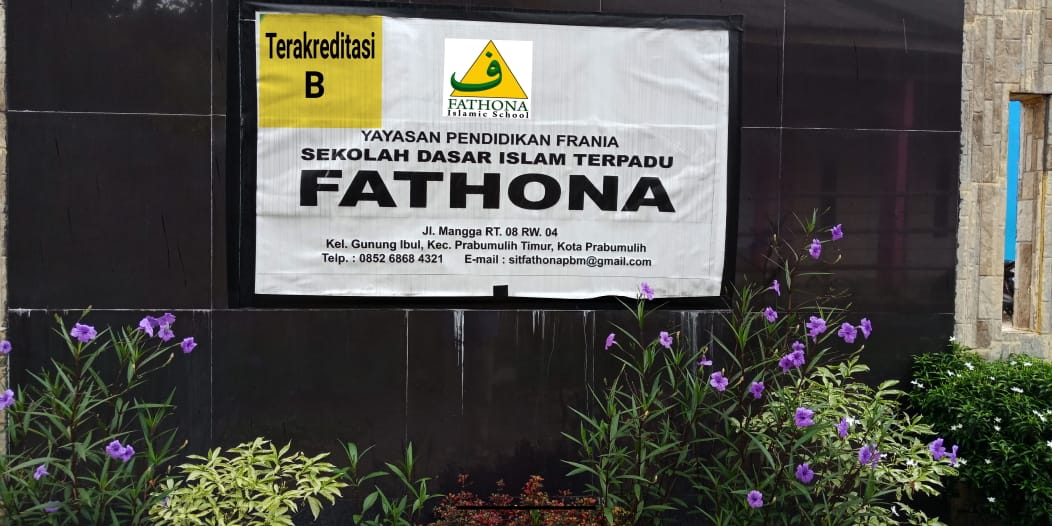 Terakreditasi
B
ف
FATHONA
Islamic School
YAYASAN PENDIDIKAN FRANIA
SEKOLAH DASAR ISLAM TERPADU
FATHONA
Jl. Mangga RT. 08 RW. 04
Kel. Gunung Ibul, Kec. Prabumulih Timur, Kota Prabumulih
Telp. : 0852 6868 4321 E-mail : sitfathonapbm@gmail.com